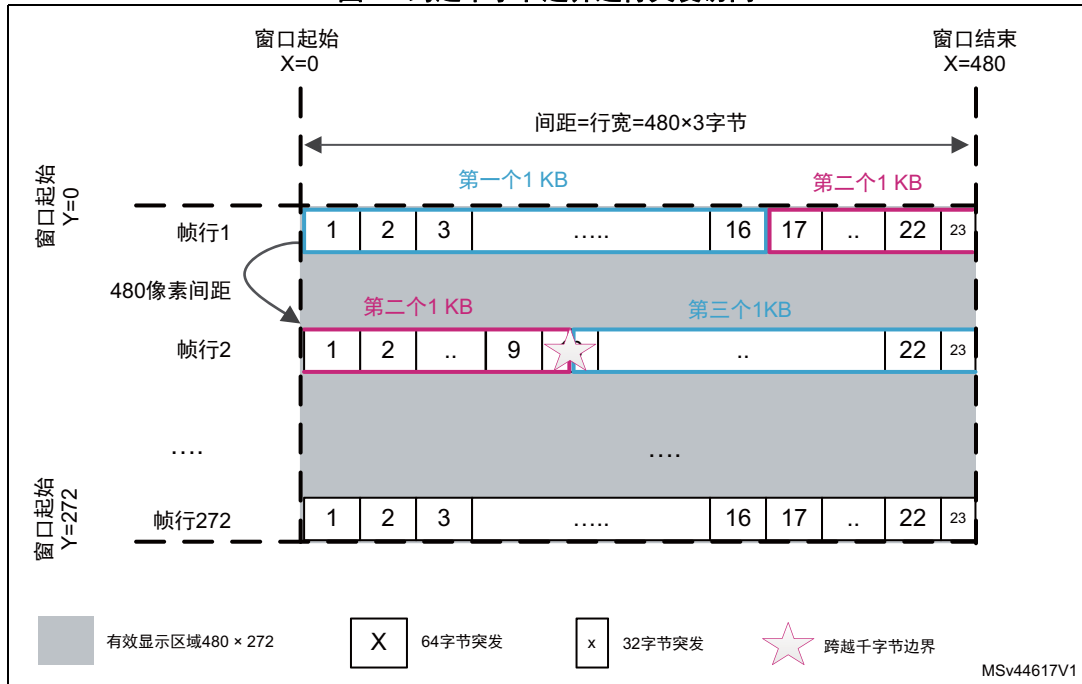 窗口起始
X=0
窗口结束
X=480
间距=行宽=480×3字节
窗口起始
Y=0
第一个1 KB
第二个1 KB
帧行1
1 2 3 ..... 16 17 .. 22 23
480像素间距
第二个1 KB
第三个1KB
帧行2
1 2 .. 9 .. 22 23
....
....
窗口起始
Y=272
帧行272
1 2 3 ..... 16 17 .. 22 23
有效显示区域480 × 272
X
64字节突发
x
32字节突发
跨越千字节边界
MSv44617V1